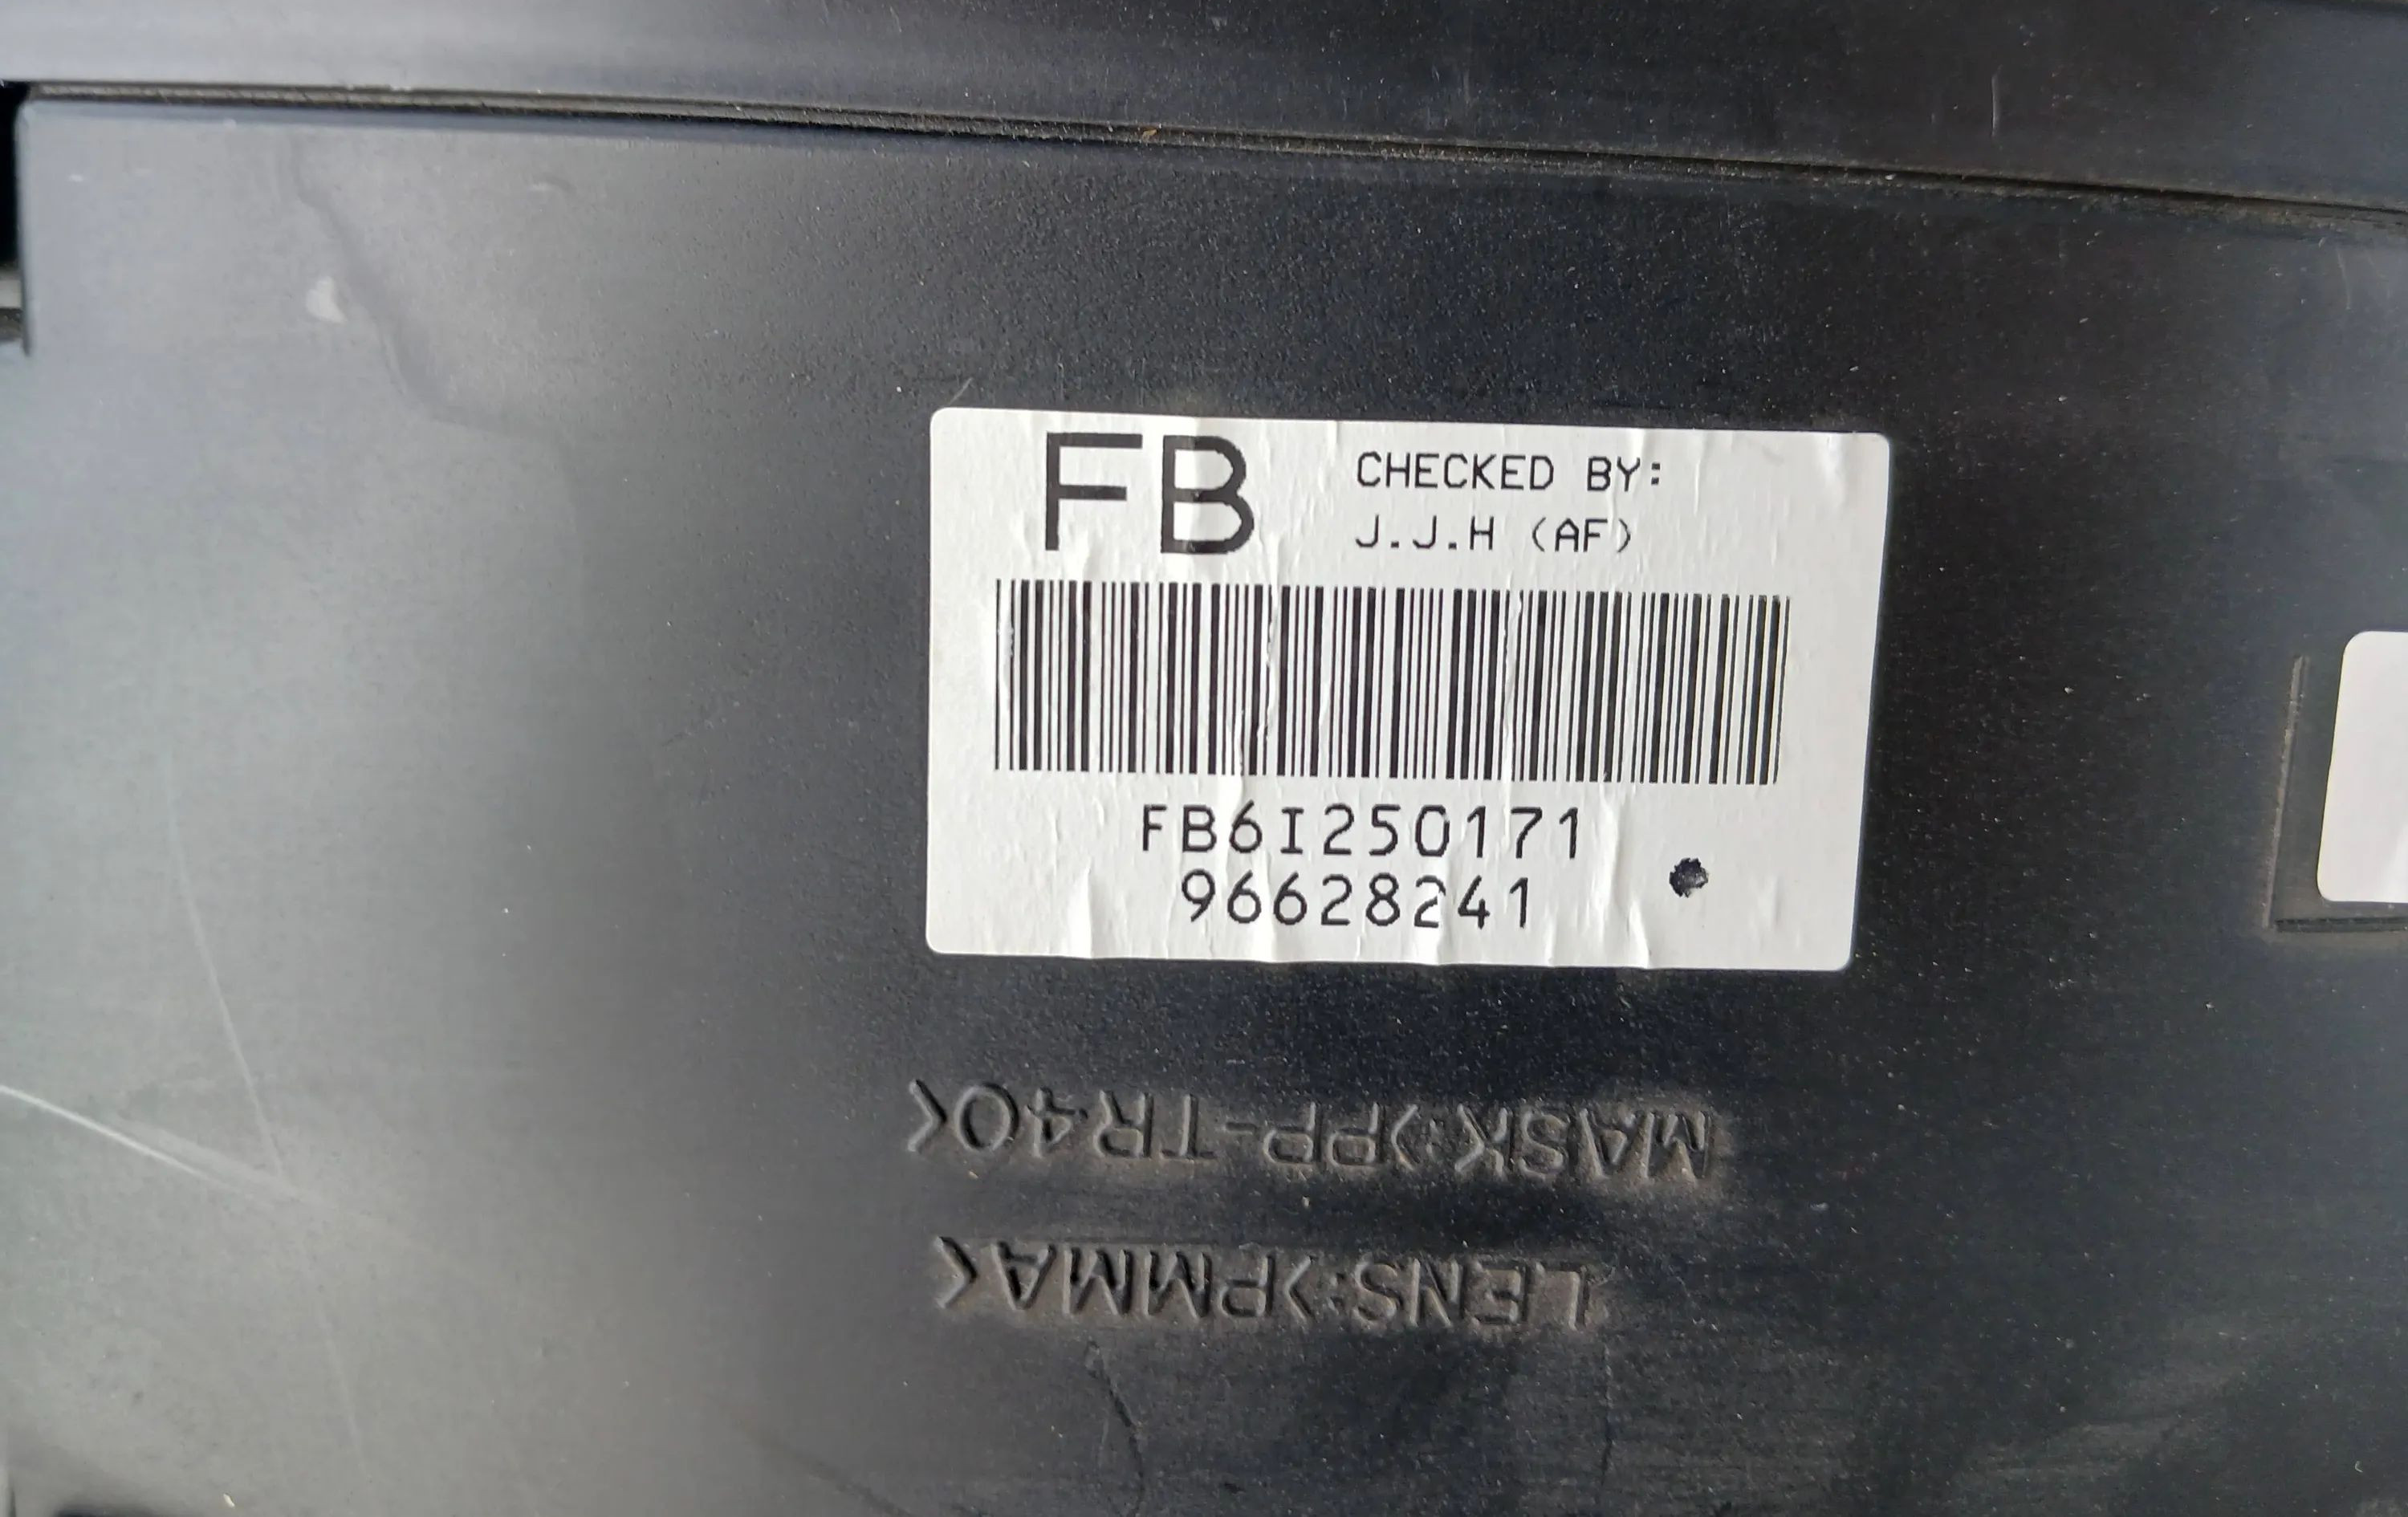 FB
CHECKED BY:
J.J.H (AF)
FB6I250171
96628241
MASK:>PP-TR40<
LENS:>PMMA<